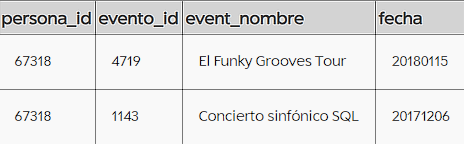 persona_id evento_id event_nombre fecha
67318 4719 El Funky Grooves Tour 20180115
67318 1143 Concierto sinfónico SQL 20171206